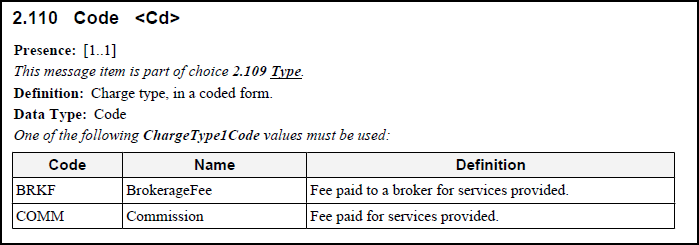 2.110 Code <Cd>
Presence: [1..1]
This message item is part of choice 2.109 Type.
Definition: Charge type, in a coded form.
Data Type: Code
One of the following ChargeType1Code values must be used:
Code Name Definition
BRKF BrokerageFee Fee paid to a broker for services provided.
COMM Commission Fee paid for services provided.